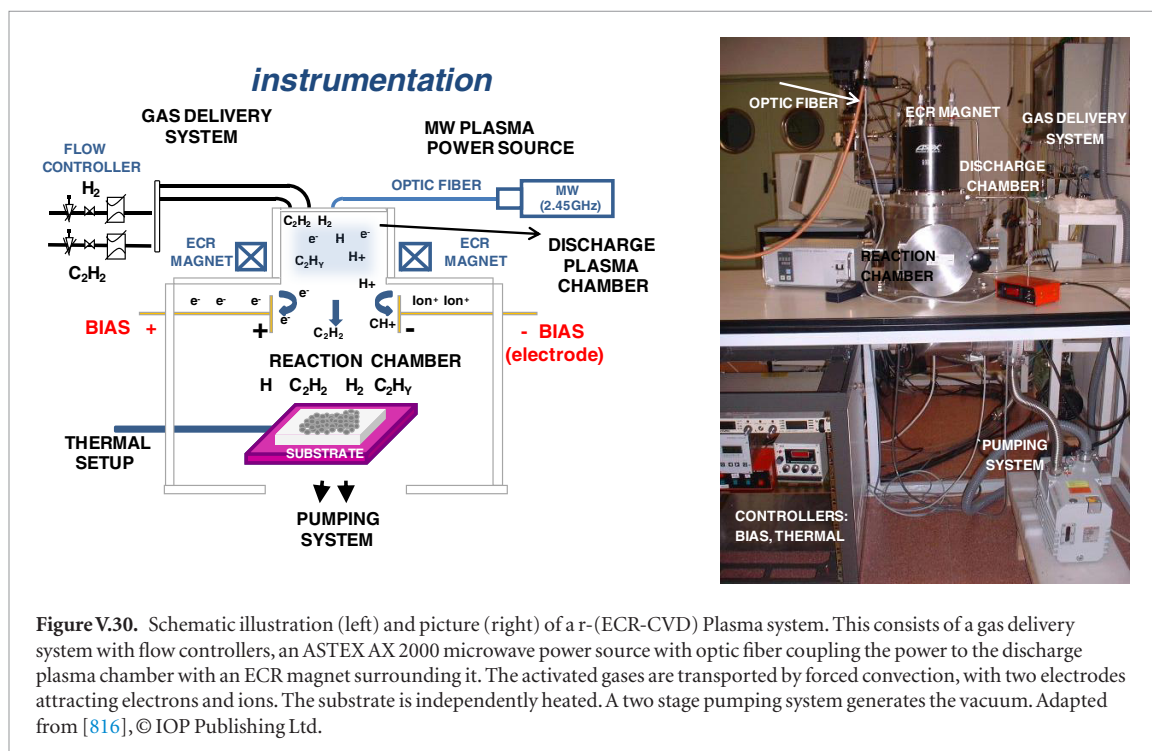 instrumentation
GAS DELIVERY
SYSTEM
MW PLASMA
POWER SOURCE
FLOW
CONTROLLER
H₂
C₂H₂
OPTIC FIBER
MW
(2.45GHz)
C₂H₂ H₂
e⁻ H e⁻
C₂Hᵧ H+
H+
ECR
MAGNET
ECR
MAGNET
DISCHARGE
PLASMA
CHAMBER
e⁻ e⁻ e⁻ e⁻
e⁻
Ion⁺ Ion⁺
BIAS +
+
C₂H₂
CH+
-
- BIAS
(electrode)
REACTION CHAMBER
H C₂H₂ H₂ C₂Hᵧ
THERMAL
SETUP
SUBSTRATE
PUMPING
SYSTEM
OPTIC FIBER
ECR MAGNET
GAS DELIVERY
SYSTEM
ASTEX
DISCHARGE
CHAMBER
REACTION
CHAMBER
PUMPING
SYSTEM
CONTROLLERS:
BIAS, THERMAL
Figure V.30. Schematic illustration (left) and picture (right) of a r-(ECR-CVD) Plasma system. This consists of a gas delivery
system with flow controllers, an ASTEX AX 2000 microwave power source with optic fiber coupling the power to the discharge
plasma chamber with an ECR magnet surrounding it. The activated gases are transported by forced convection, with two electrodes
attracting electrons and ions. The substrate is independently heated. A two stage pumping system generates the vacuum. Adapted
from [816], © IOP Publishing Ltd.